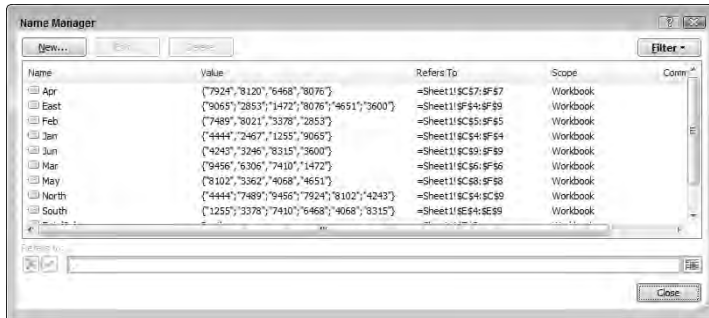 Name Manager
New... Edit... Delete Filter
Name Value Refers To Scope Comm
Apr {"7924","8120","6468","8076"} =Sheet1!$C$7:$F$7 Workbook
East {"9065";"2853";"1472";"8076";"4651";"3600"} =Sheet1!$F$4:$F$9 Workbook
Feb {"7489","8021","3378","2853"} =Sheet1!$C$5:$F$5 Workbook
Jan {"4444","2467","1255","9065"} =Sheet1!$C$4:$F$4 Workbook
Jun {"4243","3246","8315","3600"} =Sheet1!$C$9:$F$9 Workbook
Mar {"9456","6306","7410","1472"} =Sheet1!$C$6:$F$6 Workbook
May {"8102","3362","4068","4651"} =Sheet1!$C$8:$F$8 Workbook
North {"4444";"7489";"9456";"7924";"8102";"4243"} =Sheet1!$C$4:$C$9 Workbook
South {"1255";"3378";"7410";"6468";"4068";"8315"} =Sheet1!$E$4:$E$9 Workbook
Refers to:
Close